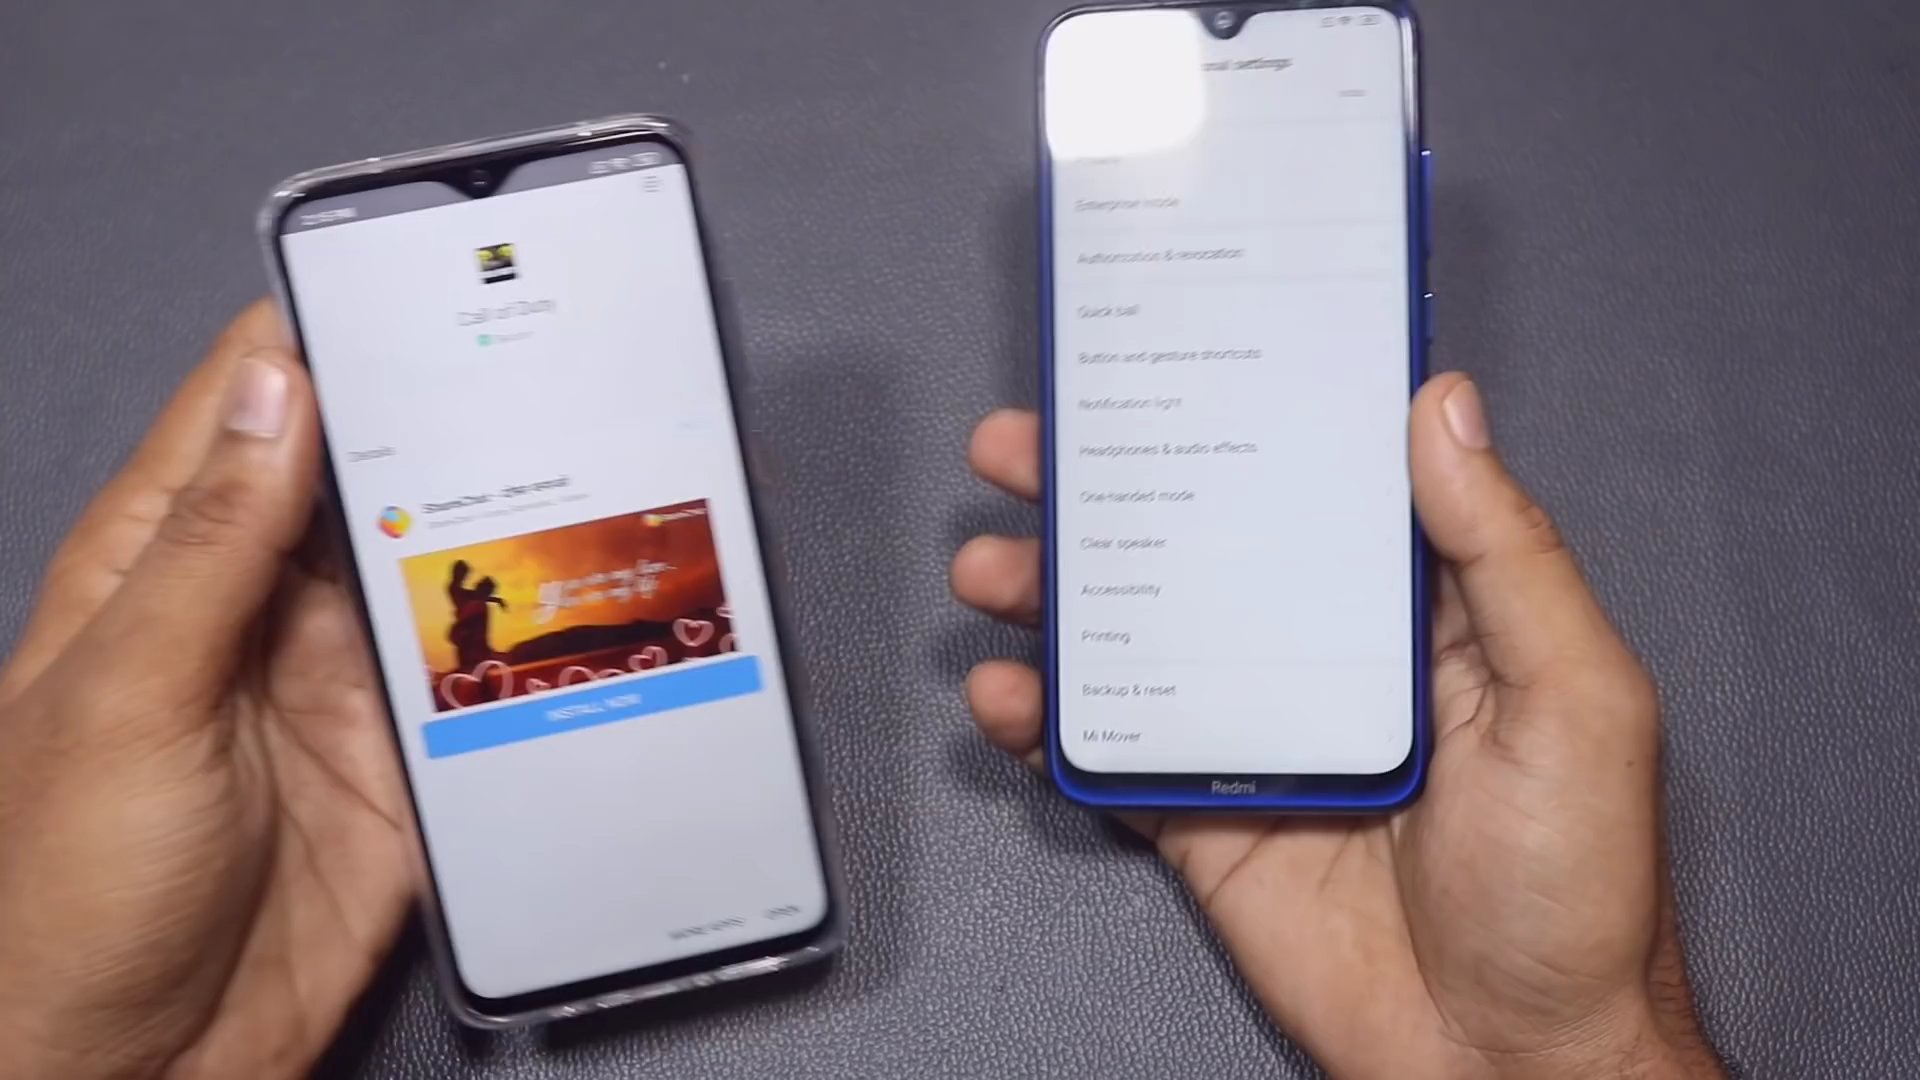 Call of Duty
Details
INSTALL NOW
settings
Enterprise mode
Authorization & revocation
Quick ball
Button and gesture shortcuts
Notification light
Headphones & audio effects
One-handed mode
Clear speaker
Accessibility
Printing
Backup & reset
Mi Mover
Redmi